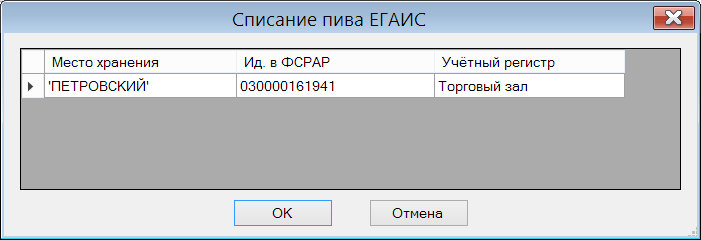 Списание пива ЕГАИС
Место хранения Ид. в ФСРАР Учётный регистр
'ПЕТРОВСКИЙ' 030000161941 Торговый зал
OK Отмена